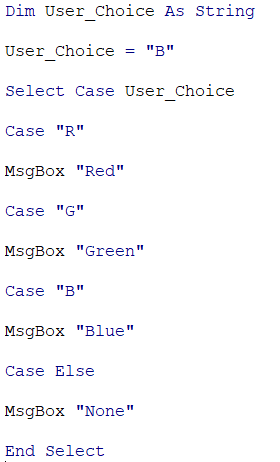 Dim User_Choice As String
User_Choice = "B"
Select Case User_Choice
Case "R"
MsgBox "Red"
Case "G"
MsgBox "Green"
Case "B"
MsgBox "Blue"
Case Else
MsgBox "None"
End Select